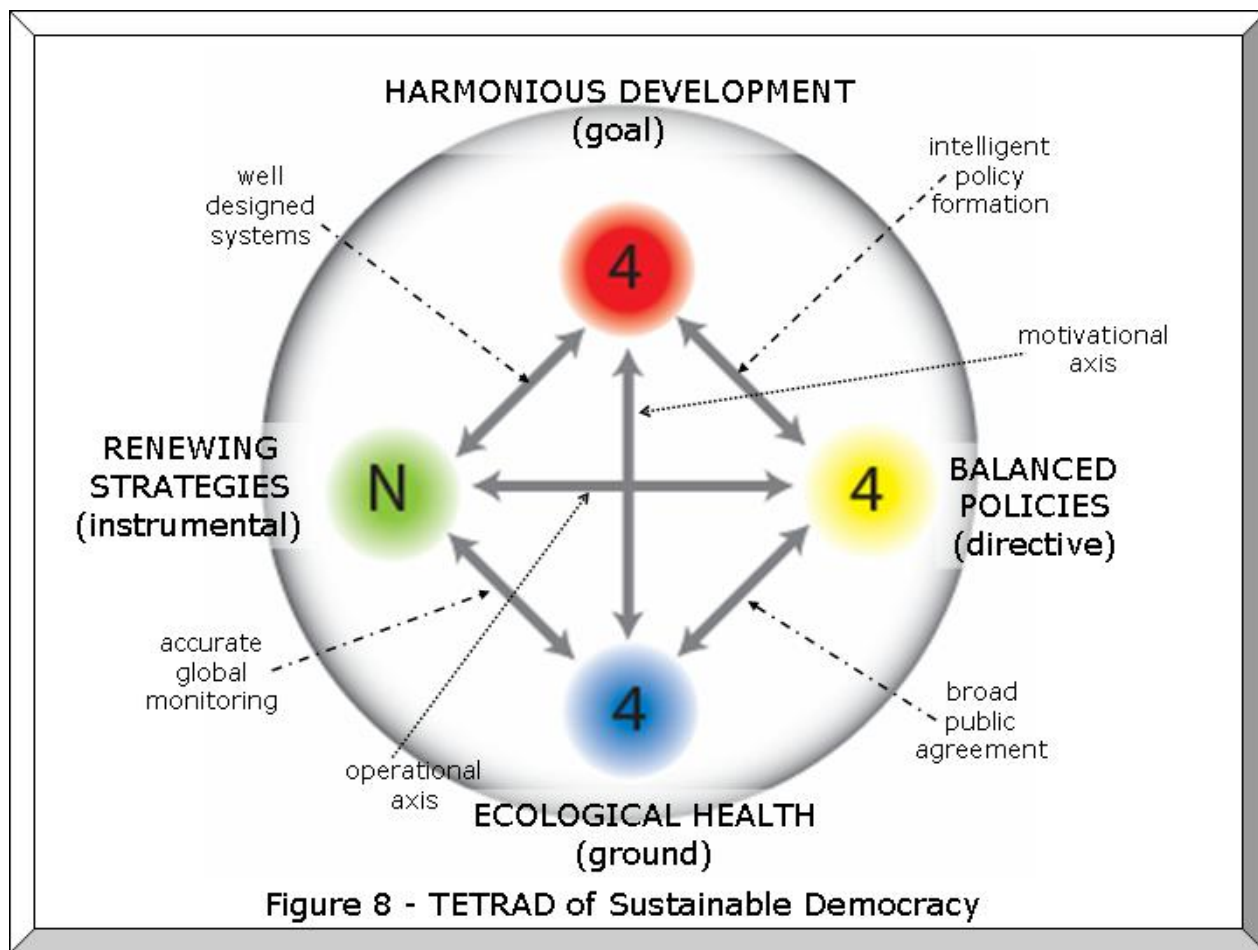 HARMONIOUS DEVELOPMENT
(goal)
well
designed
systems
intelligent
policy
formation
4
motivational
axis
RENEWING
STRATEGIES
(instrumental)
N
4
BALANCED
POLICIES
(directive)
accurate
global
monitoring
4
broad
public
agreement
operational
axis
ECOLOGICAL HEALTH
(ground)
Figure 8 - TETRAD of Sustainable Democracy